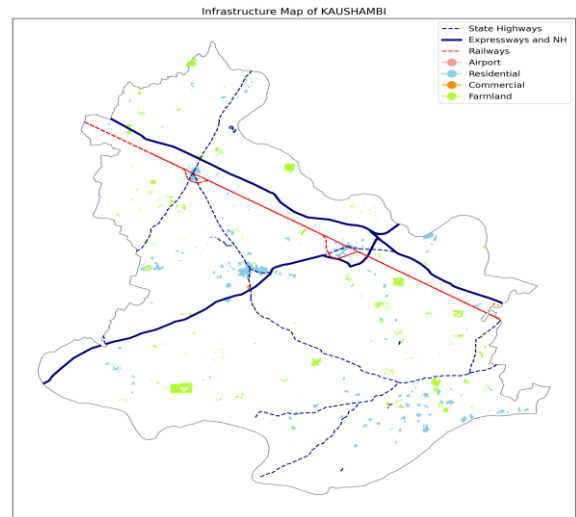 Infrastructure Map of KAUSHAMBI
State Highways
Expressways and NH
Railways
Airport
Residential
Commercial
Farmland